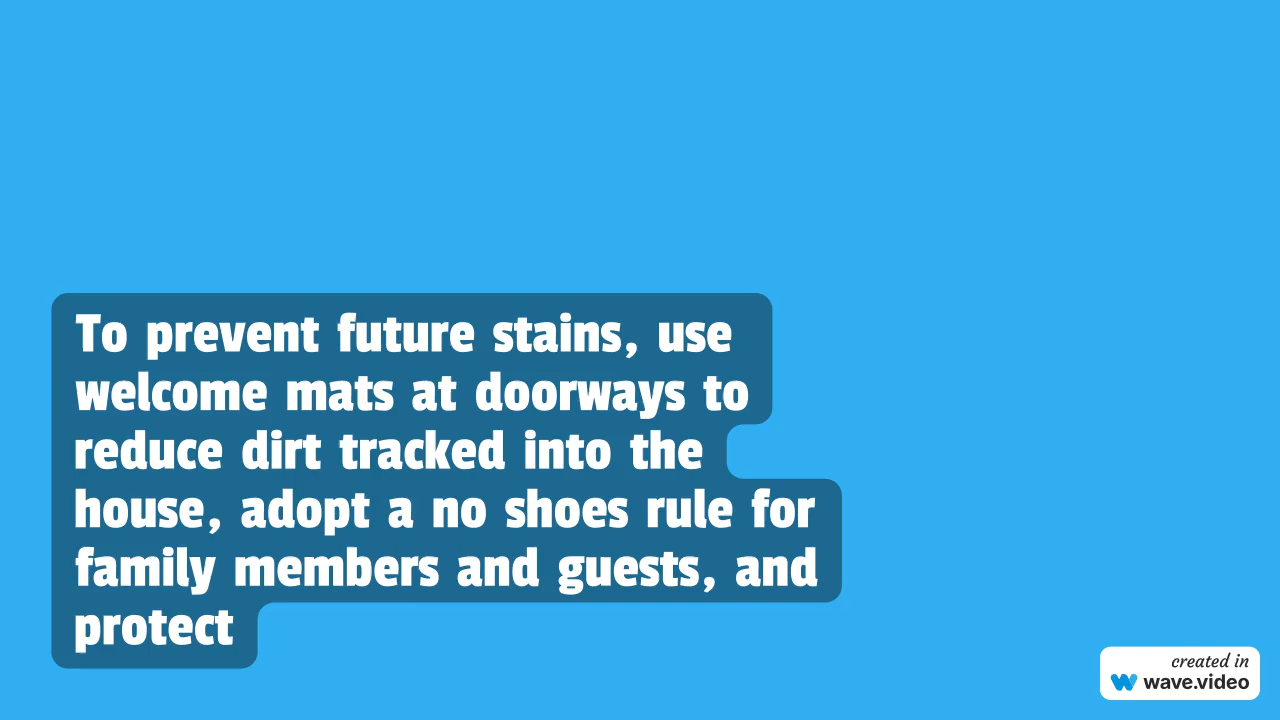 To prevent future stains, use
welcome mats at doorways to
reduce dirt tracked into the
house, adopt a no shoes rule for
family members and guests, and
protect
created in
wave.video